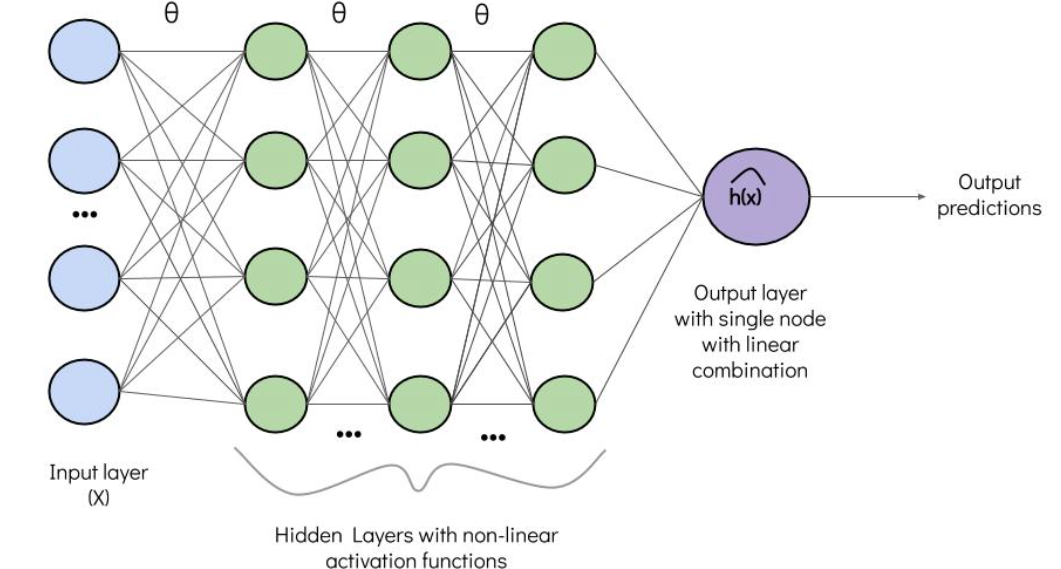 θ
θ
θ
...
ĥ(x)
Output
predictions
Output layer
with single node
with linear
combination
...
...
Input layer
(X)
Hidden Layers with non-linear
activation functions